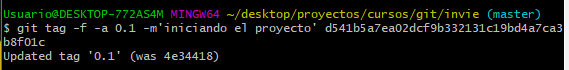 Usuario@DESKTOP-772AS4M MINGW64 ~/desktop/proyectos/cursos/git/invie (master)
$ git tag -f -a 0.1 -m'iniciando el proyecto' d541b5a7ea02dcf9b332131c19bd4a7ca3
b8f01c
Updated tag '0.1' (was 4e34418)